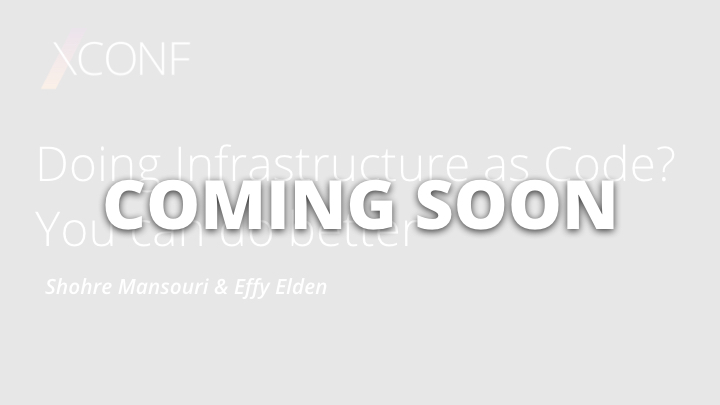 XCONF
Doing Infrastructure as Code?
COMING SOON
You can do better
Shohre Mansouri & Effy Elden